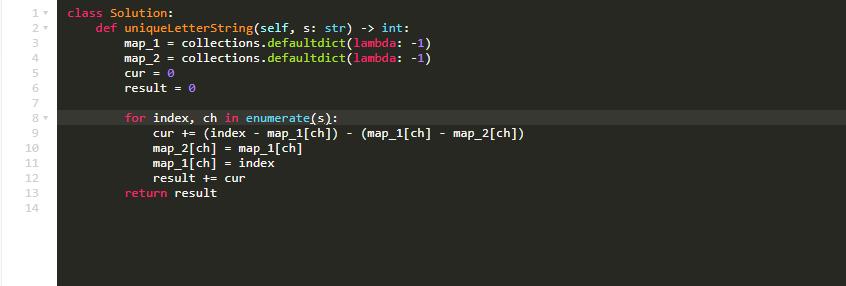 1 class Solution:
2     def uniqueLetterString(self, s: str) -> int:
3         map_1 = collections.defaultdict(lambda: -1)
4         map_2 = collections.defaultdict(lambda: -1)
5         cur = 0
6         result = 0
7
8         for index, ch in enumerate(s):
9             cur += (index - map_1[ch]) - (map_1[ch] - map_2[ch])
10             map_2[ch] = map_1[ch]
11             map_1[ch] = index
12             result += cur
13         return result
14